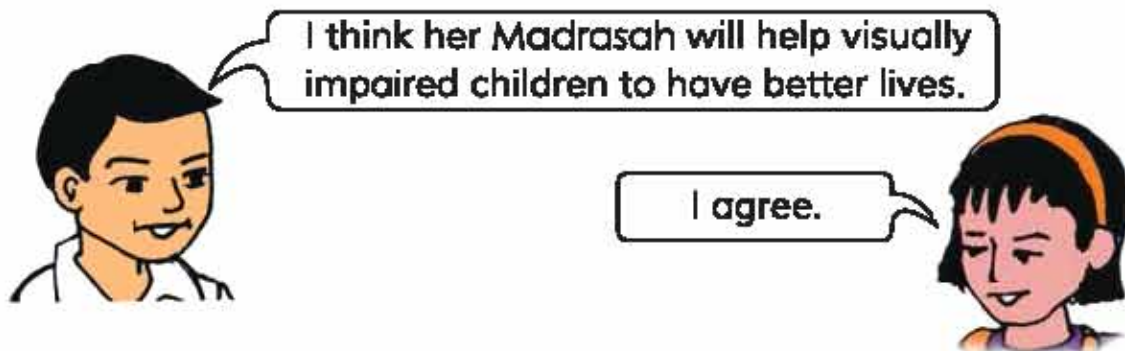 I think her Madrasah will help visually
impaired children to have better lives.
I agree.